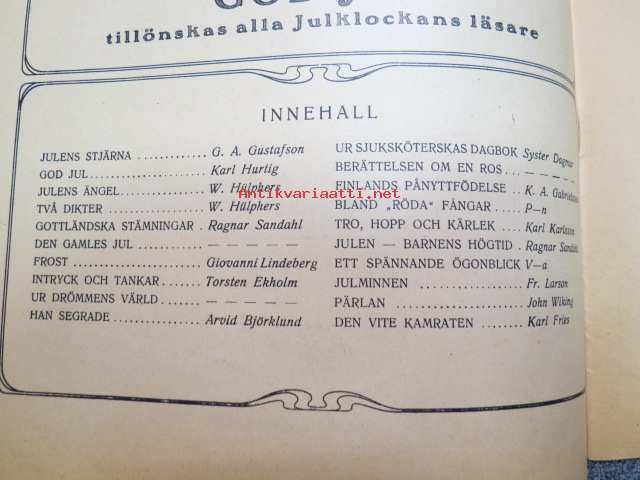 tillönskas alla Julklockans läsare
INNEHALL
JULENS STJÄRNA ............ G. A. Gustafson
GOD JUL .................... Karl Hurtig
JULENS ÄNGEL .............. W. Hülphers
TVÅ DIKTER ................ W. Hülphers
GOTTLÄNDSKA STÄMNINGAR . Ragnar Sandahl
DEN GAMLES JUL ........... — — — — —
FROST ..................... Giovanni Lindeberg
INTRYCK OCH TANKAR ...... Torsten Ekholm
UR DRÖMMENS VÄRLD ...... — — — — —
HAN SEGRADE .............. Arvid Björklund
UR SJUKSKÖTERSKAS DAGBOK Syster Dagmar
BERÄTTELSEN OM EN ROS ... — — — — —
FINLANDS PÅNYTTFÖDELSE .. K. A.
BLAND „RÖDA" FÅNGAR ..... P—n
TRO, HOPP OCH KÄRLEK .... Karl Karlsson
JULEN — BARNENS HÖGTID . Ragnar Sandahl
ETT SPÄNNANDE ÖGONBLICK V—a
JULMINNEN ................ Fr. Larson
PÄRLAN ................... John Wiking
DEN VITE KAMRATEN ....... Karl Fries
Antikvariaatti.net